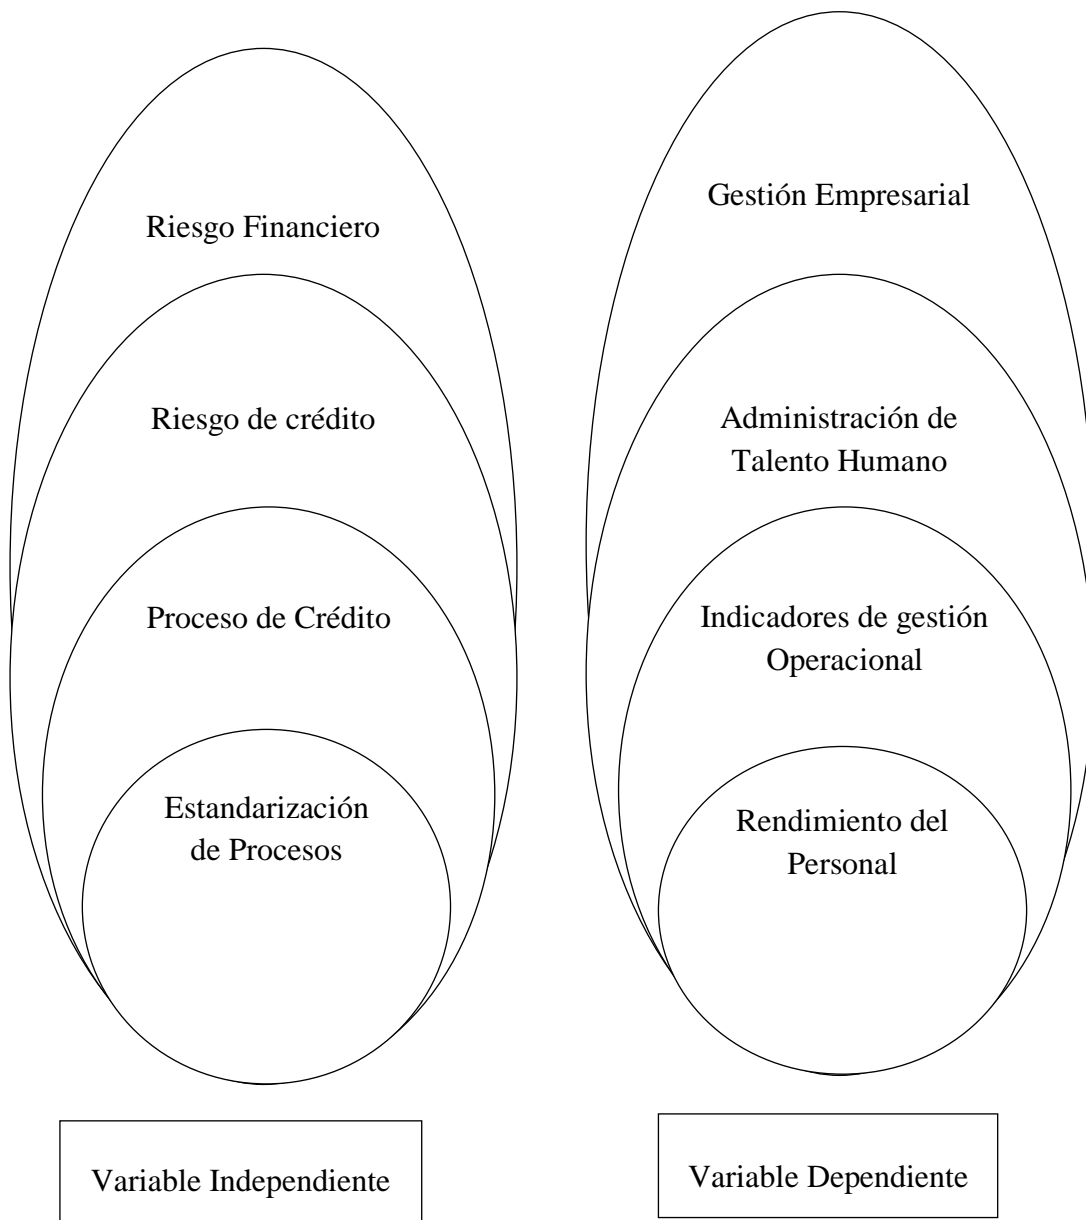 Riesgo Financiero
Riesgo de crédito
Proceso de Crédito
Estandarización
de Procesos
Variable Independiente
Gestión Empresarial
Administración de
Talento Humano
Indicadores de gestión
Operacional
Rendimiento del
Personal
Variable Dependiente